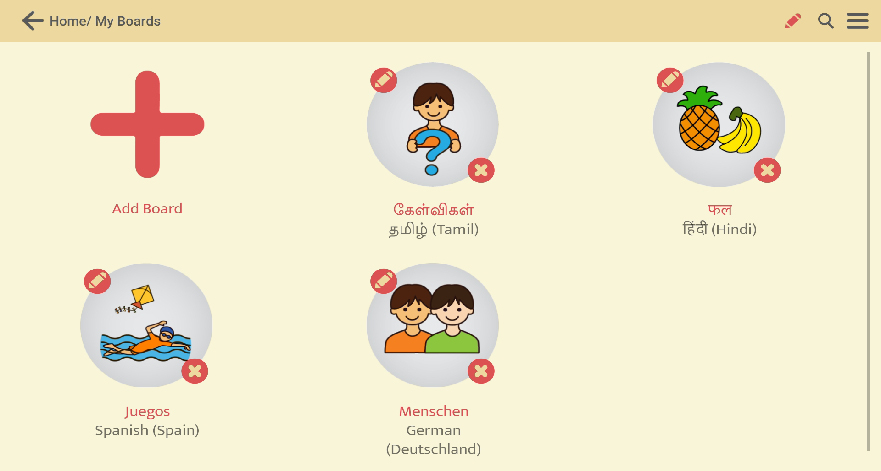 Home/ My Boards
Add Board
கேள்விகள்
தமிழ் (Tamil)
फल
हिंदी (Hindi)
Juegos
Spanish (Spain)
Menschen
German
(Deutschland)